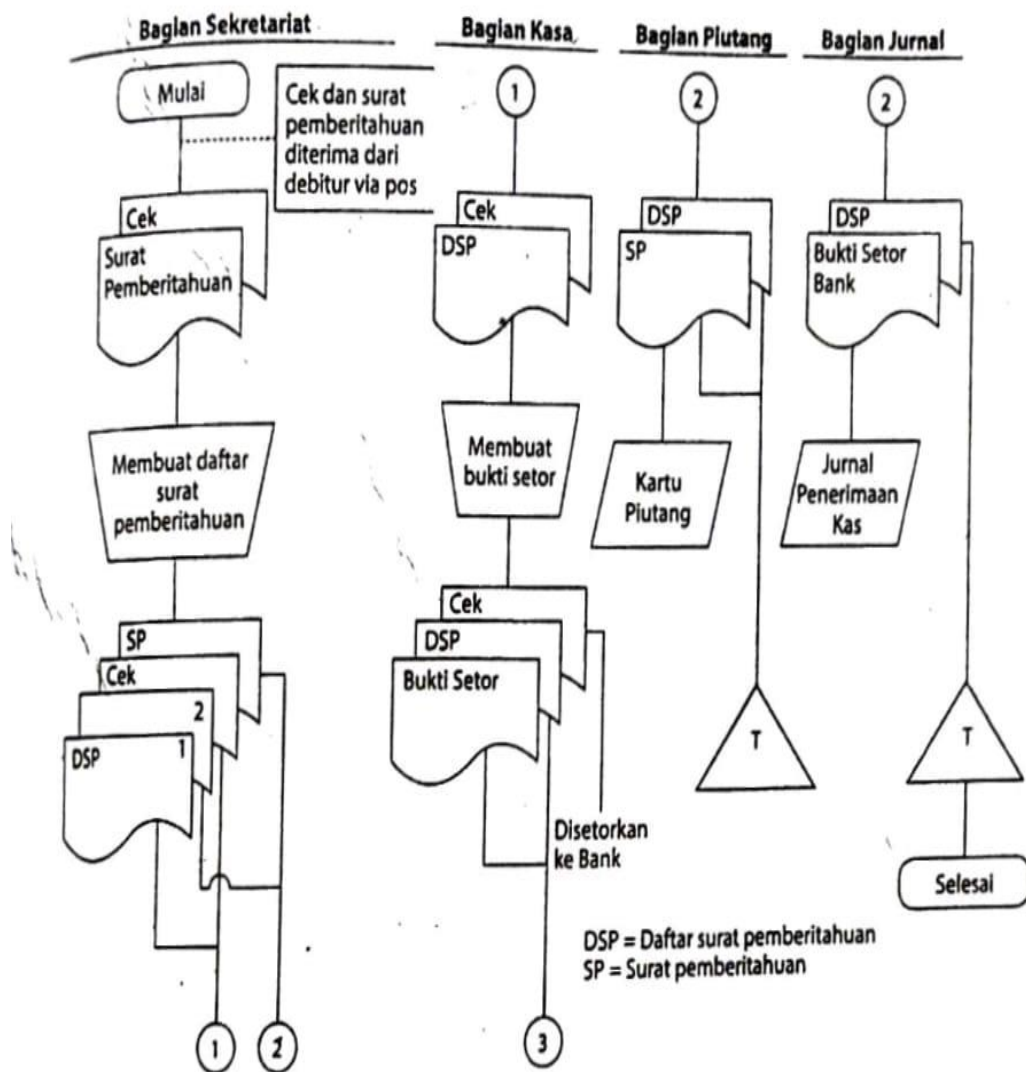 Bagian Sekretariat
Mulai
Cek dan surat
pemberitahuan
diterima dari
debitur via pos
Cek
Surat
Pemberitahuan
Membuat daftar
surat
pemberitahuan
SP
Cek
2
DSP 1
1
2
Bagian Kasa
1
Cek
DSP
Membuat
bukti setor
Cek
DSP
Bukti Setor
Disetorkan
ke Bank
3
Bagian Piutang
2
DSP
SP
Kartu
Piutang
T
Bagian Jurnal
2
DSP
Bukti Setor
Bank
Jurnal
Penerimaan
Kas
T
Selesai
DSP = Daftar surat pemberitahuan
SP = Surat pemberitahuan